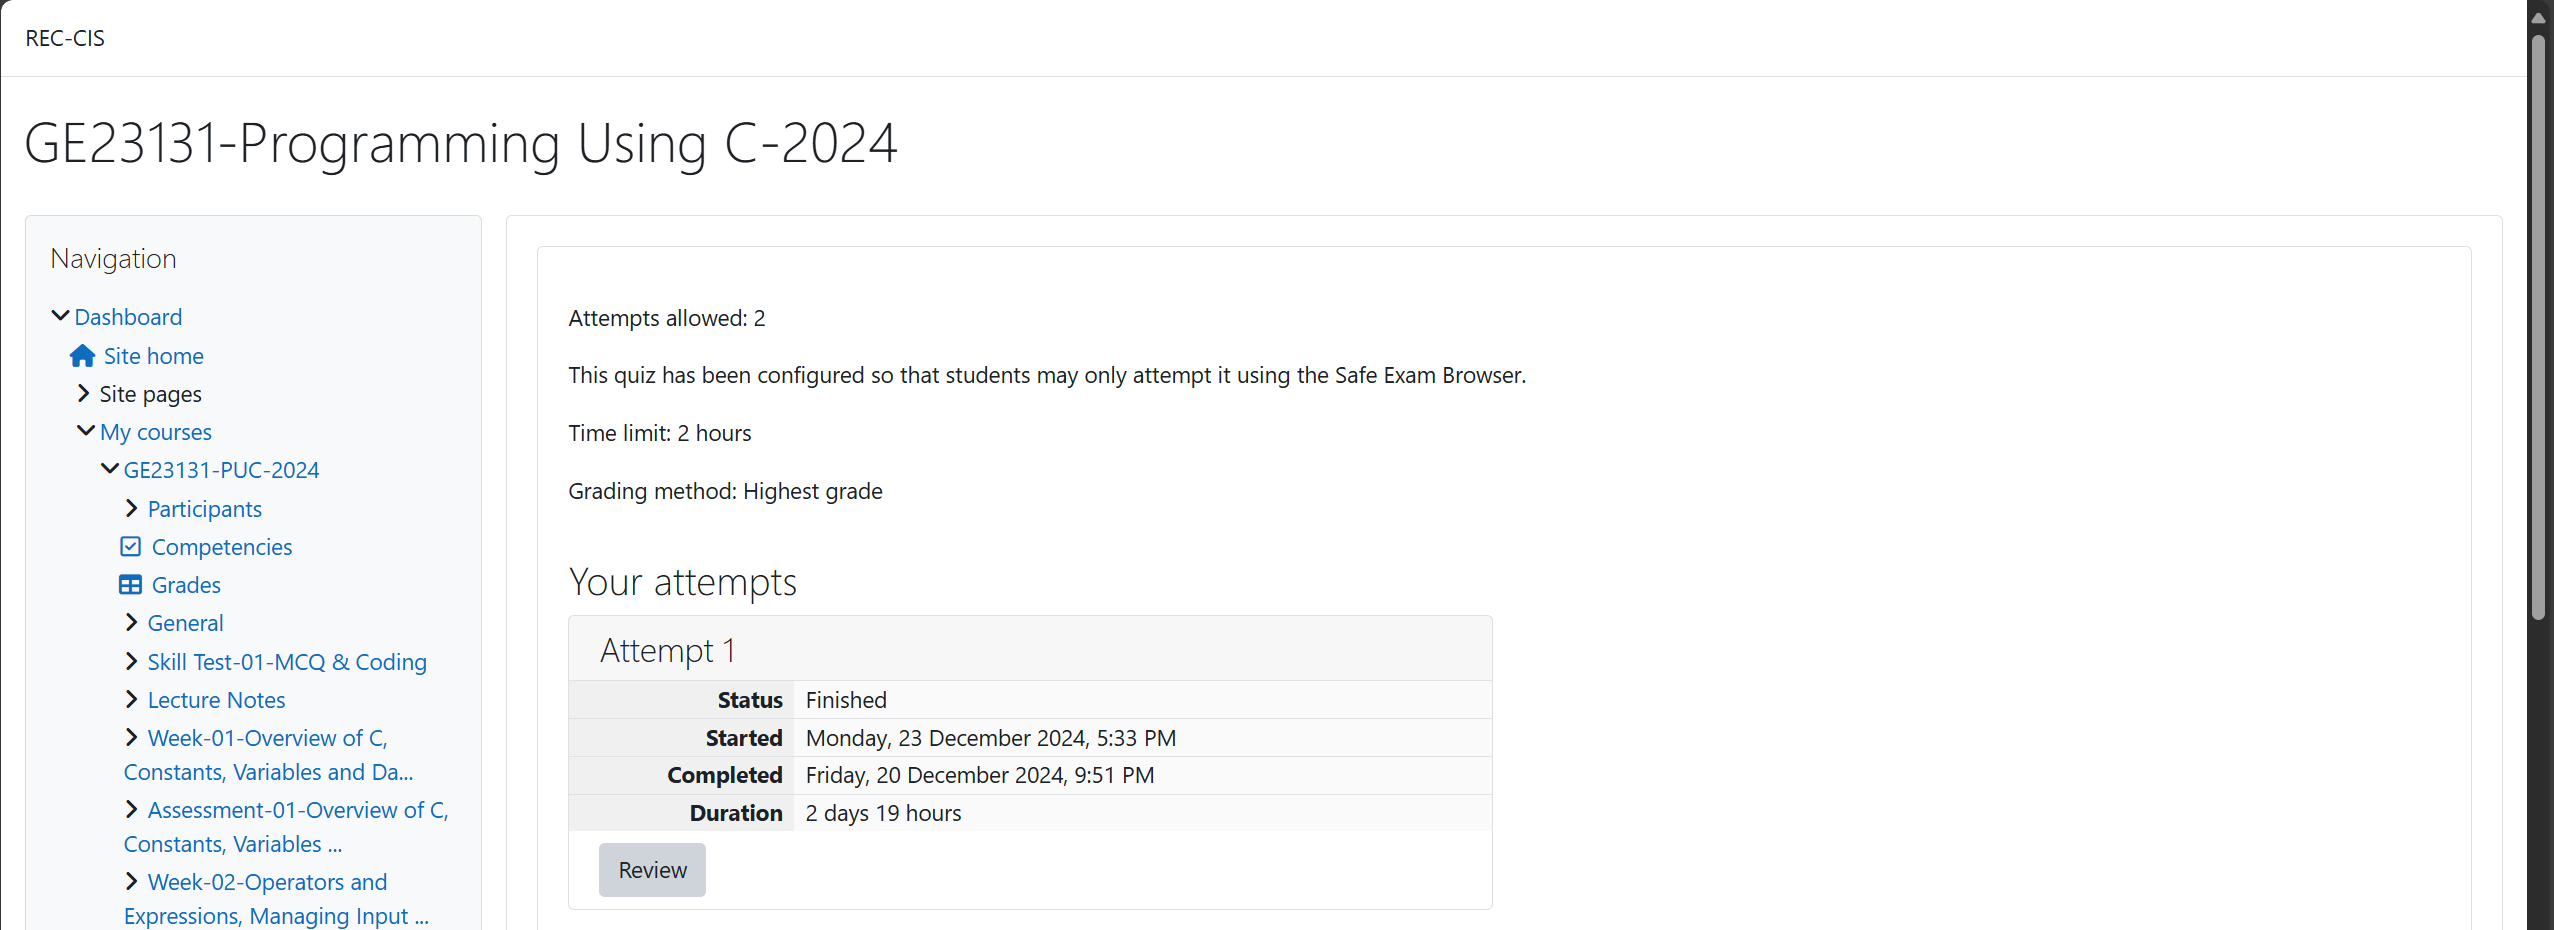 REC-CIS
GE23131-Programming Using C-2024
Navigation
Dashboard
Site home
Site pages
My courses
GE23131-PUC-2024
Participants
Competencies
Grades
General
Skill Test-01-MCQ & Coding
Lecture Notes
Week-01-Overview of C,
Constants, Variables and Da...
Assessment-01-Overview of C,
Constants, Variables ...
Week-02-Operators and
Expressions, Managing Input ...
Attempts allowed: 2
This quiz has been configured so that students may only attempt it using the Safe Exam Browser.
Time limit: 2 hours
Grading method: Highest grade
Your attempts
Attempt 1
Status Finished
Started Monday, 23 December 2024, 5:33 PM
Completed Friday, 20 December 2024, 9:51 PM
Duration 2 days 19 hours
Review